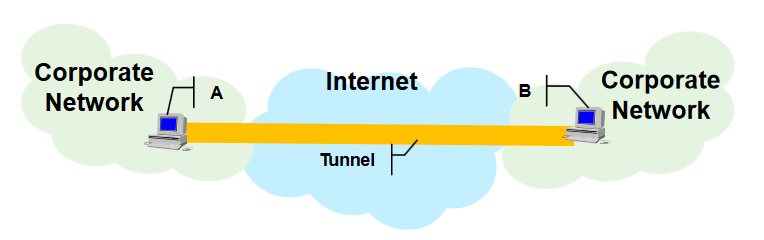 Corporate
Network
A
Internet
B
Corporate
Network
Tunnel